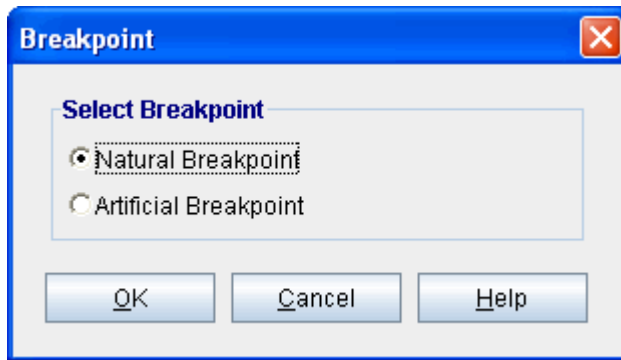 Breakpoint
Select Breakpoint
Natural Breakpoint
Artificial Breakpoint
OK Cancel Help